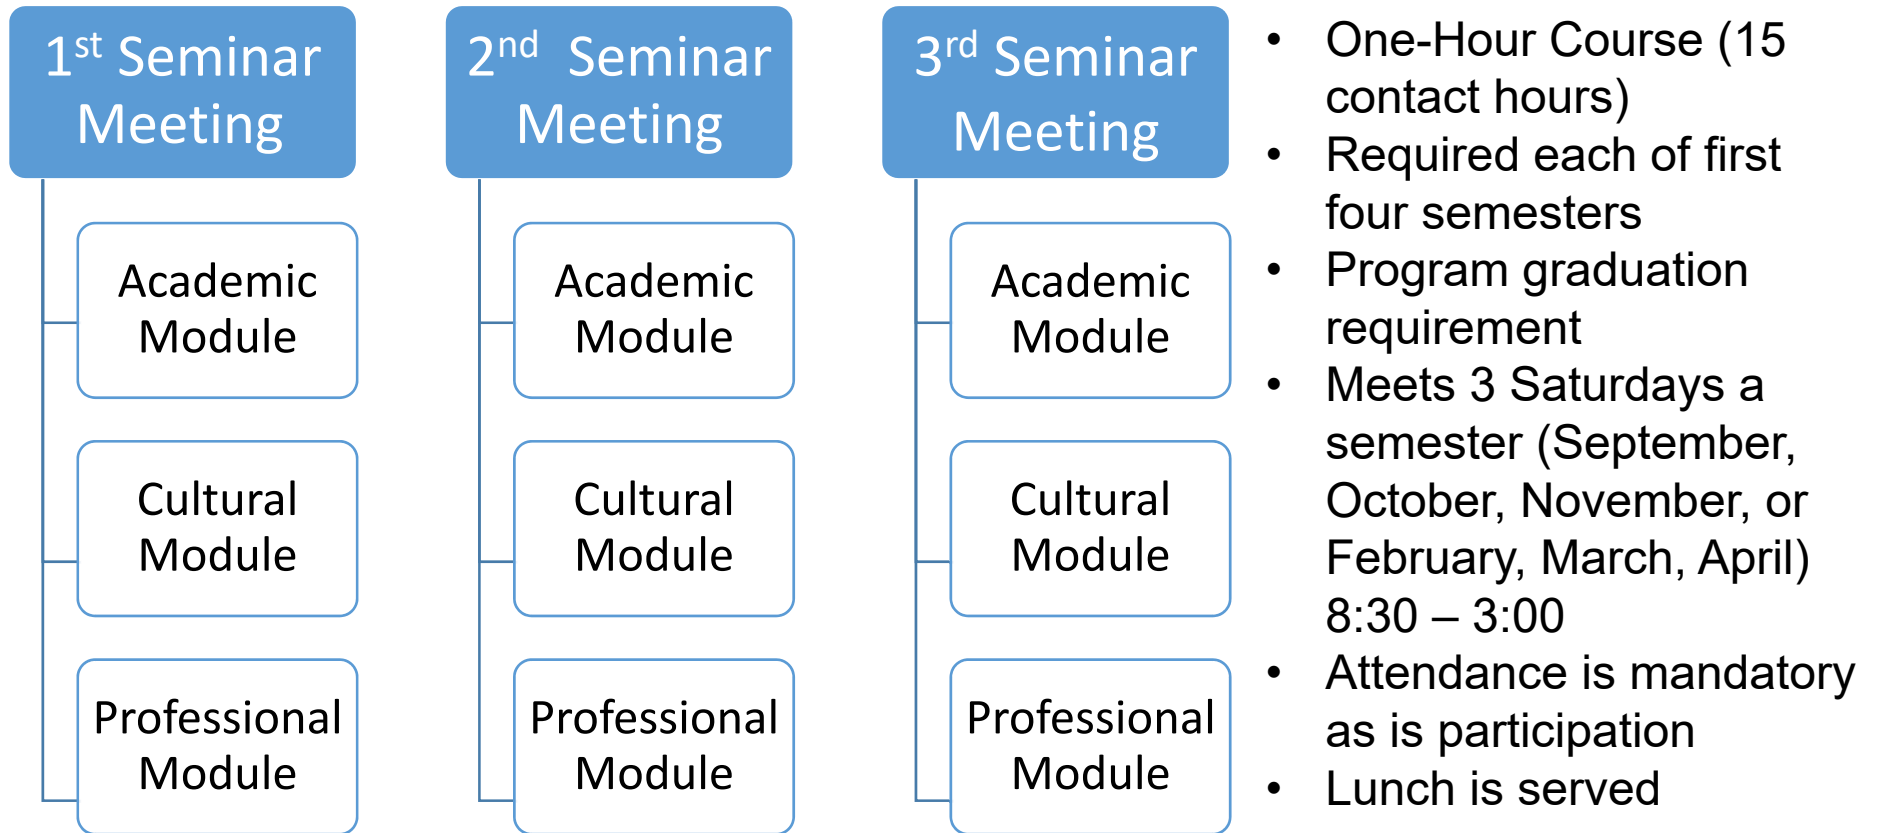 1st Seminar
Meeting
Academic
Module
Cultural
Module
Professional
Module
2nd Seminar
Meeting
Academic
Module
Cultural
Module
Professional
Module
3rd Seminar
Meeting
Academic
Module
Cultural
Module
Professional
Module
• One-Hour Course (15
contact hours)
• Required each of first
four semesters
• Program graduation
requirement
• Meets 3 Saturdays a
semester (September,
October, November, or
February, March, April)
8:30 – 3:00
• Attendance is mandatory
as is participation
• Lunch is served